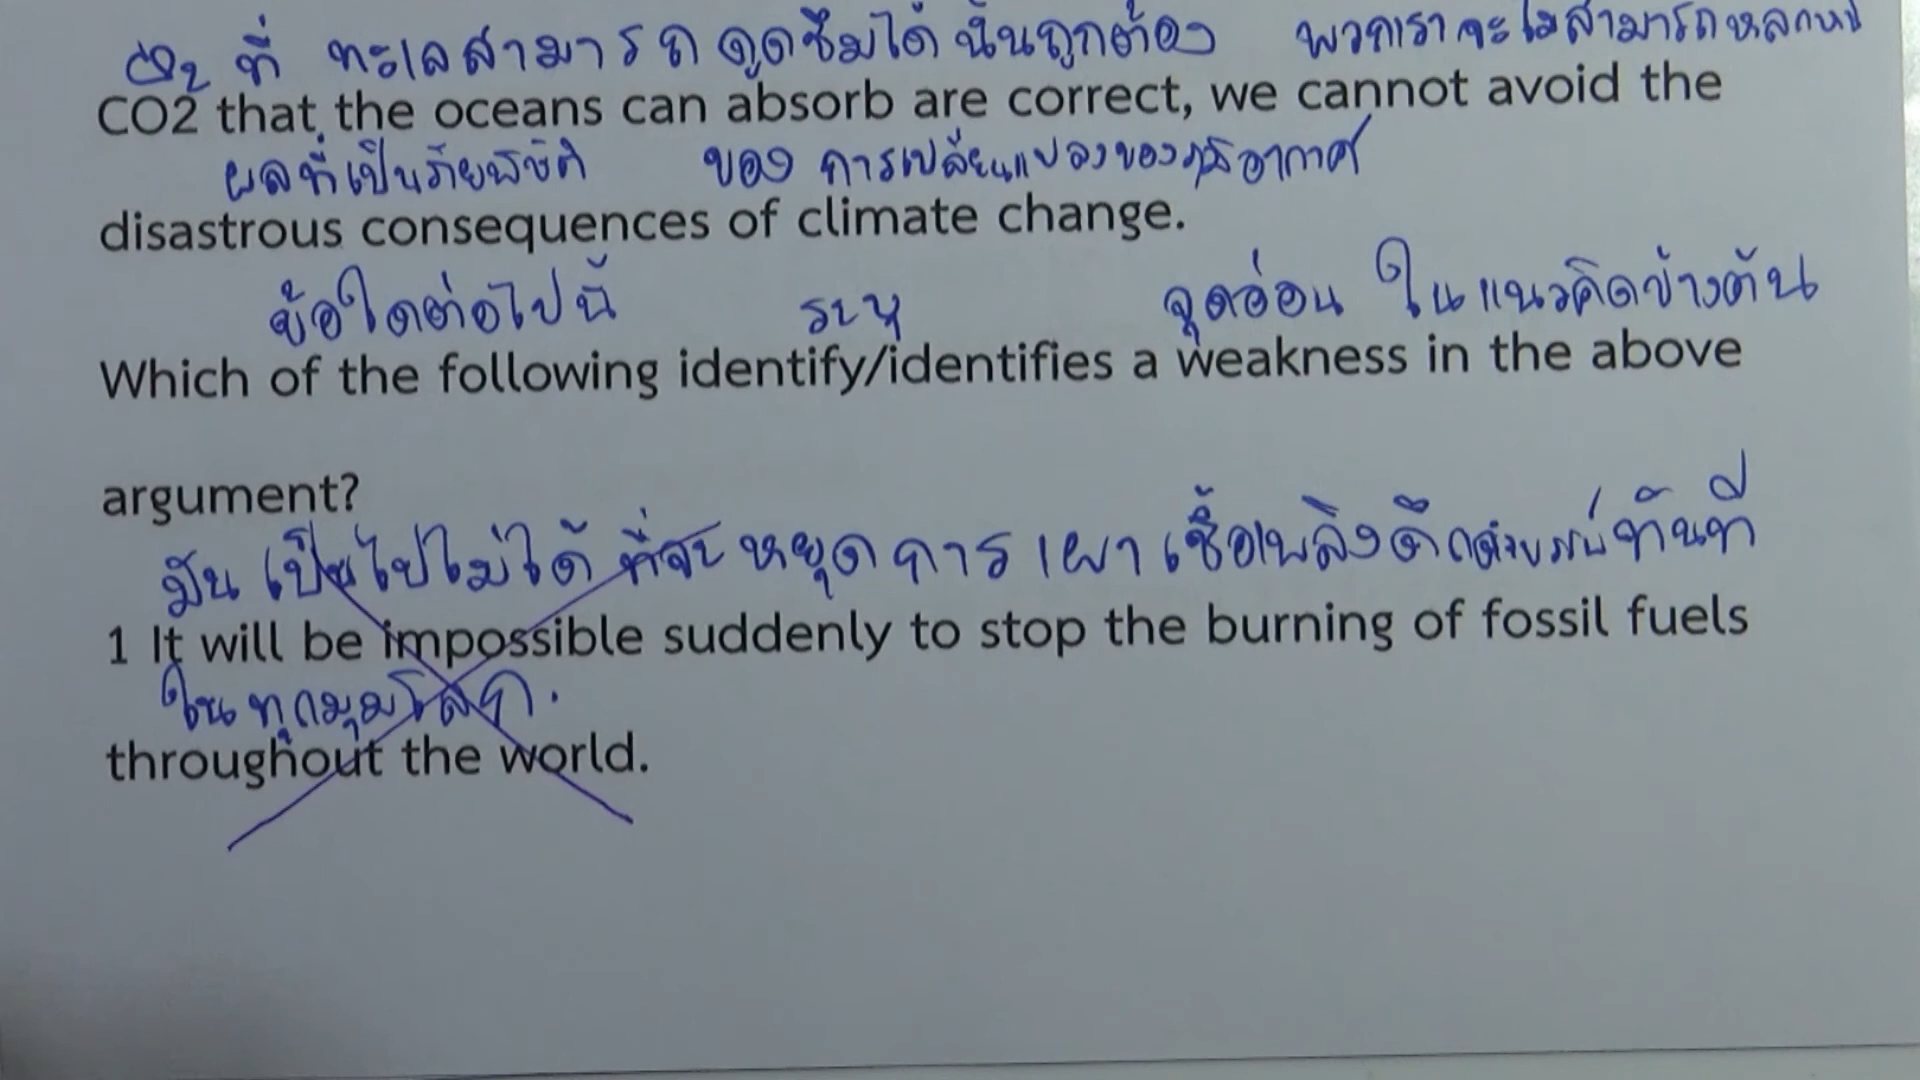 CO2 ที่ ทะเลสามารถดูดซึมได้ นั้นถูกต้อง พวกเราจะไม่สามารถหลีกหนี
CO2 that the oceans can absorb are correct, we cannot avoid the
ผลที่เป็นภัยพิบัติ ของ การเปลี่ยนแปลงของภูมิอากาศ
disastrous consequences of climate change.
ข้อใดต่อไปนี้ ระบุ จุดอ่อน ในแนวคิดข้างต้น
Which of the following identify/identifies a weakness in the above
argument?
มันเป็นไปไม่ได้ ที่จะ หยุดการเผาเชื้อเพลิงดึกดำบรรพ์ทันที
1 It will be impossible suddenly to stop the burning of fossil fuels
ในทุกมุมโลก.
throughout the world.